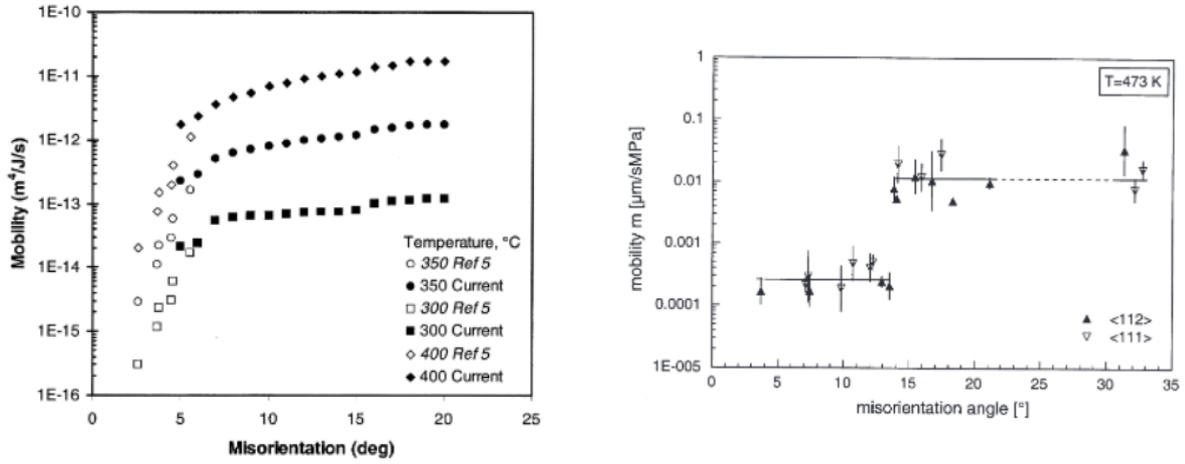 1E-10
1E-11
1E-12
1E-13
1E-14
1E-15
1E-16
Mobility (m⁴/J/s)
Temperature, °C
350 Ref 5
350 Current
300 Ref 5
300 Current
400 Ref 5
400 Current
0 5 10 15 20 25
Misorientation (deg)
1
0.1
0.01
0.001
0.0001
1E-005
mobility m [µm/sMPa]
T=473 K
<112>
<111>
0 5 10 15 20 25 30 35
misorientation angle [°]